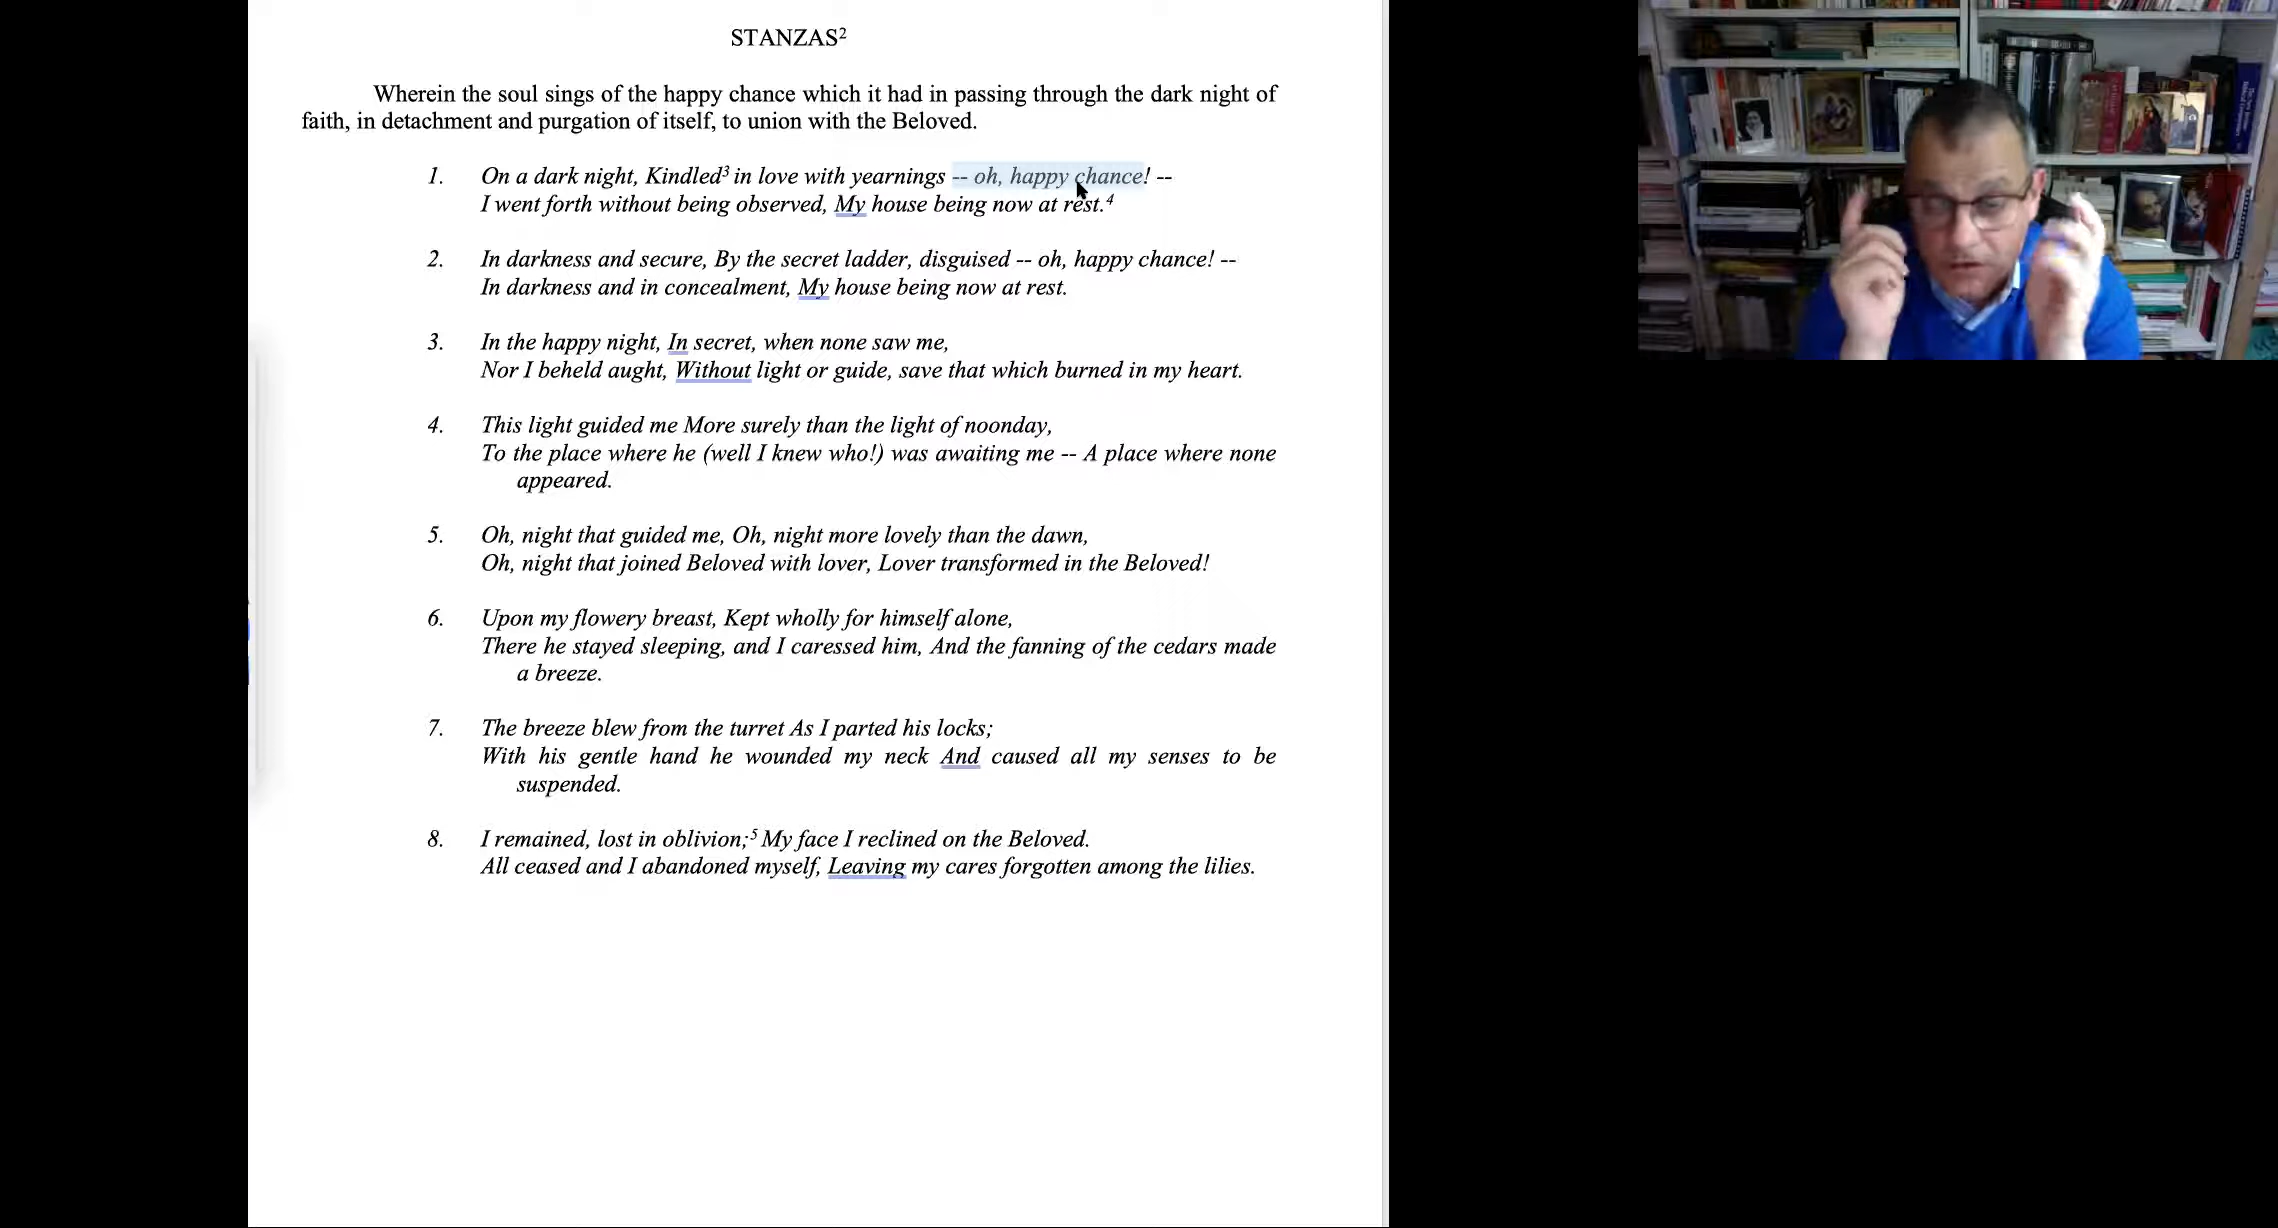 STANZAS²
Wherein the soul sings of the happy chance which it had in passing through the dark night of
faith, in detachment and purgation of itself, to union with the Beloved.
1. On a dark night, Kindled³ in love with yearnings -- oh, happy chance! --
I went forth without being observed, My house being now at rest.⁴
2. In darkness and secure, By the secret ladder, disguised -- oh, happy chance! --
In darkness and in concealment, My house being now at rest.
3. In the happy night, In secret, when none saw me,
Nor I beheld aught, Without light or guide, save that which burned in my heart.
4. This light guided me More surely than the light of noonday,
To the place where he (well I knew who!) was awaiting me -- A place where none
appeared.
5. Oh, night that guided me, Oh, night more lovely than the dawn,
Oh, night that joined Beloved with lover, Lover transformed in the Beloved!
6. Upon my flowery breast, Kept wholly for himself alone,
There he stayed sleeping, and I caressed him, And the fanning of the cedars made
a breeze.
7. The breeze blew from the turret As I parted his locks;
With his gentle hand he wounded my neck And caused all my senses to be
suspended.
8. I remained, lost in oblivion;⁵ My face I reclined on the Beloved.
All ceased and I abandoned myself, Leaving my cares forgotten among the lilies.